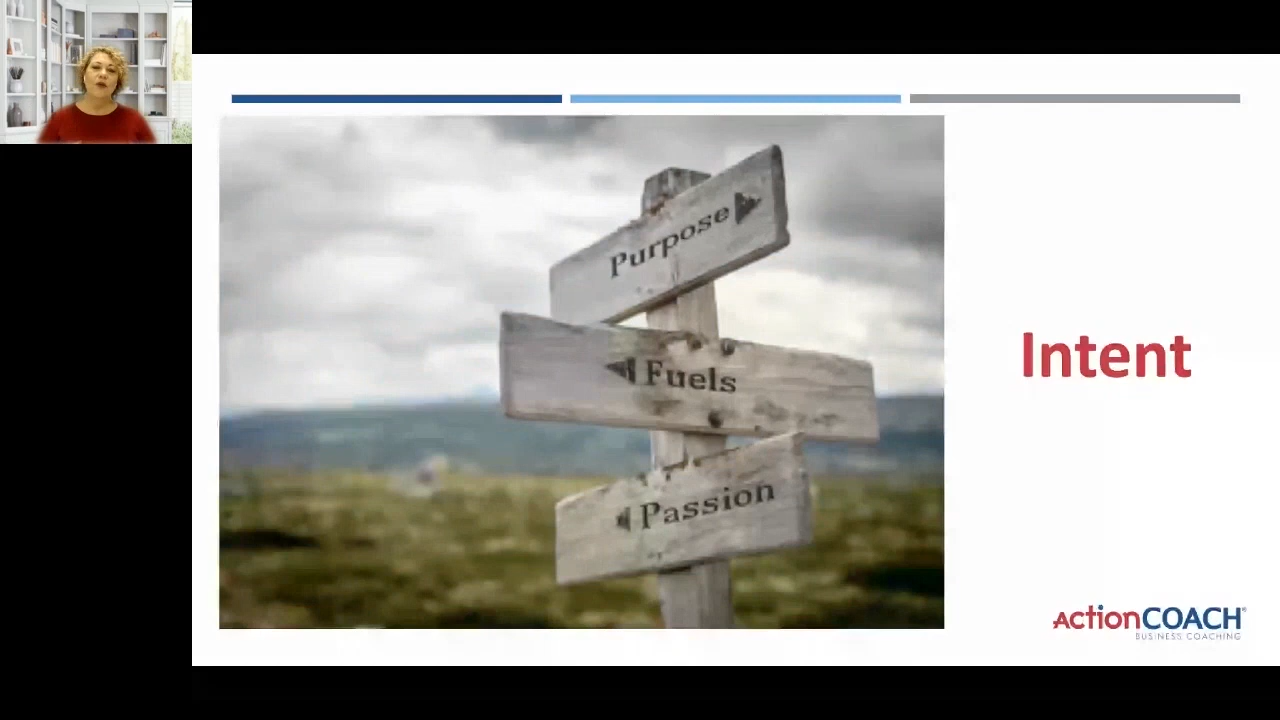 Purpose
Fuels
Passion
Intent
ActionCOACH®
BUSINESS COACHING